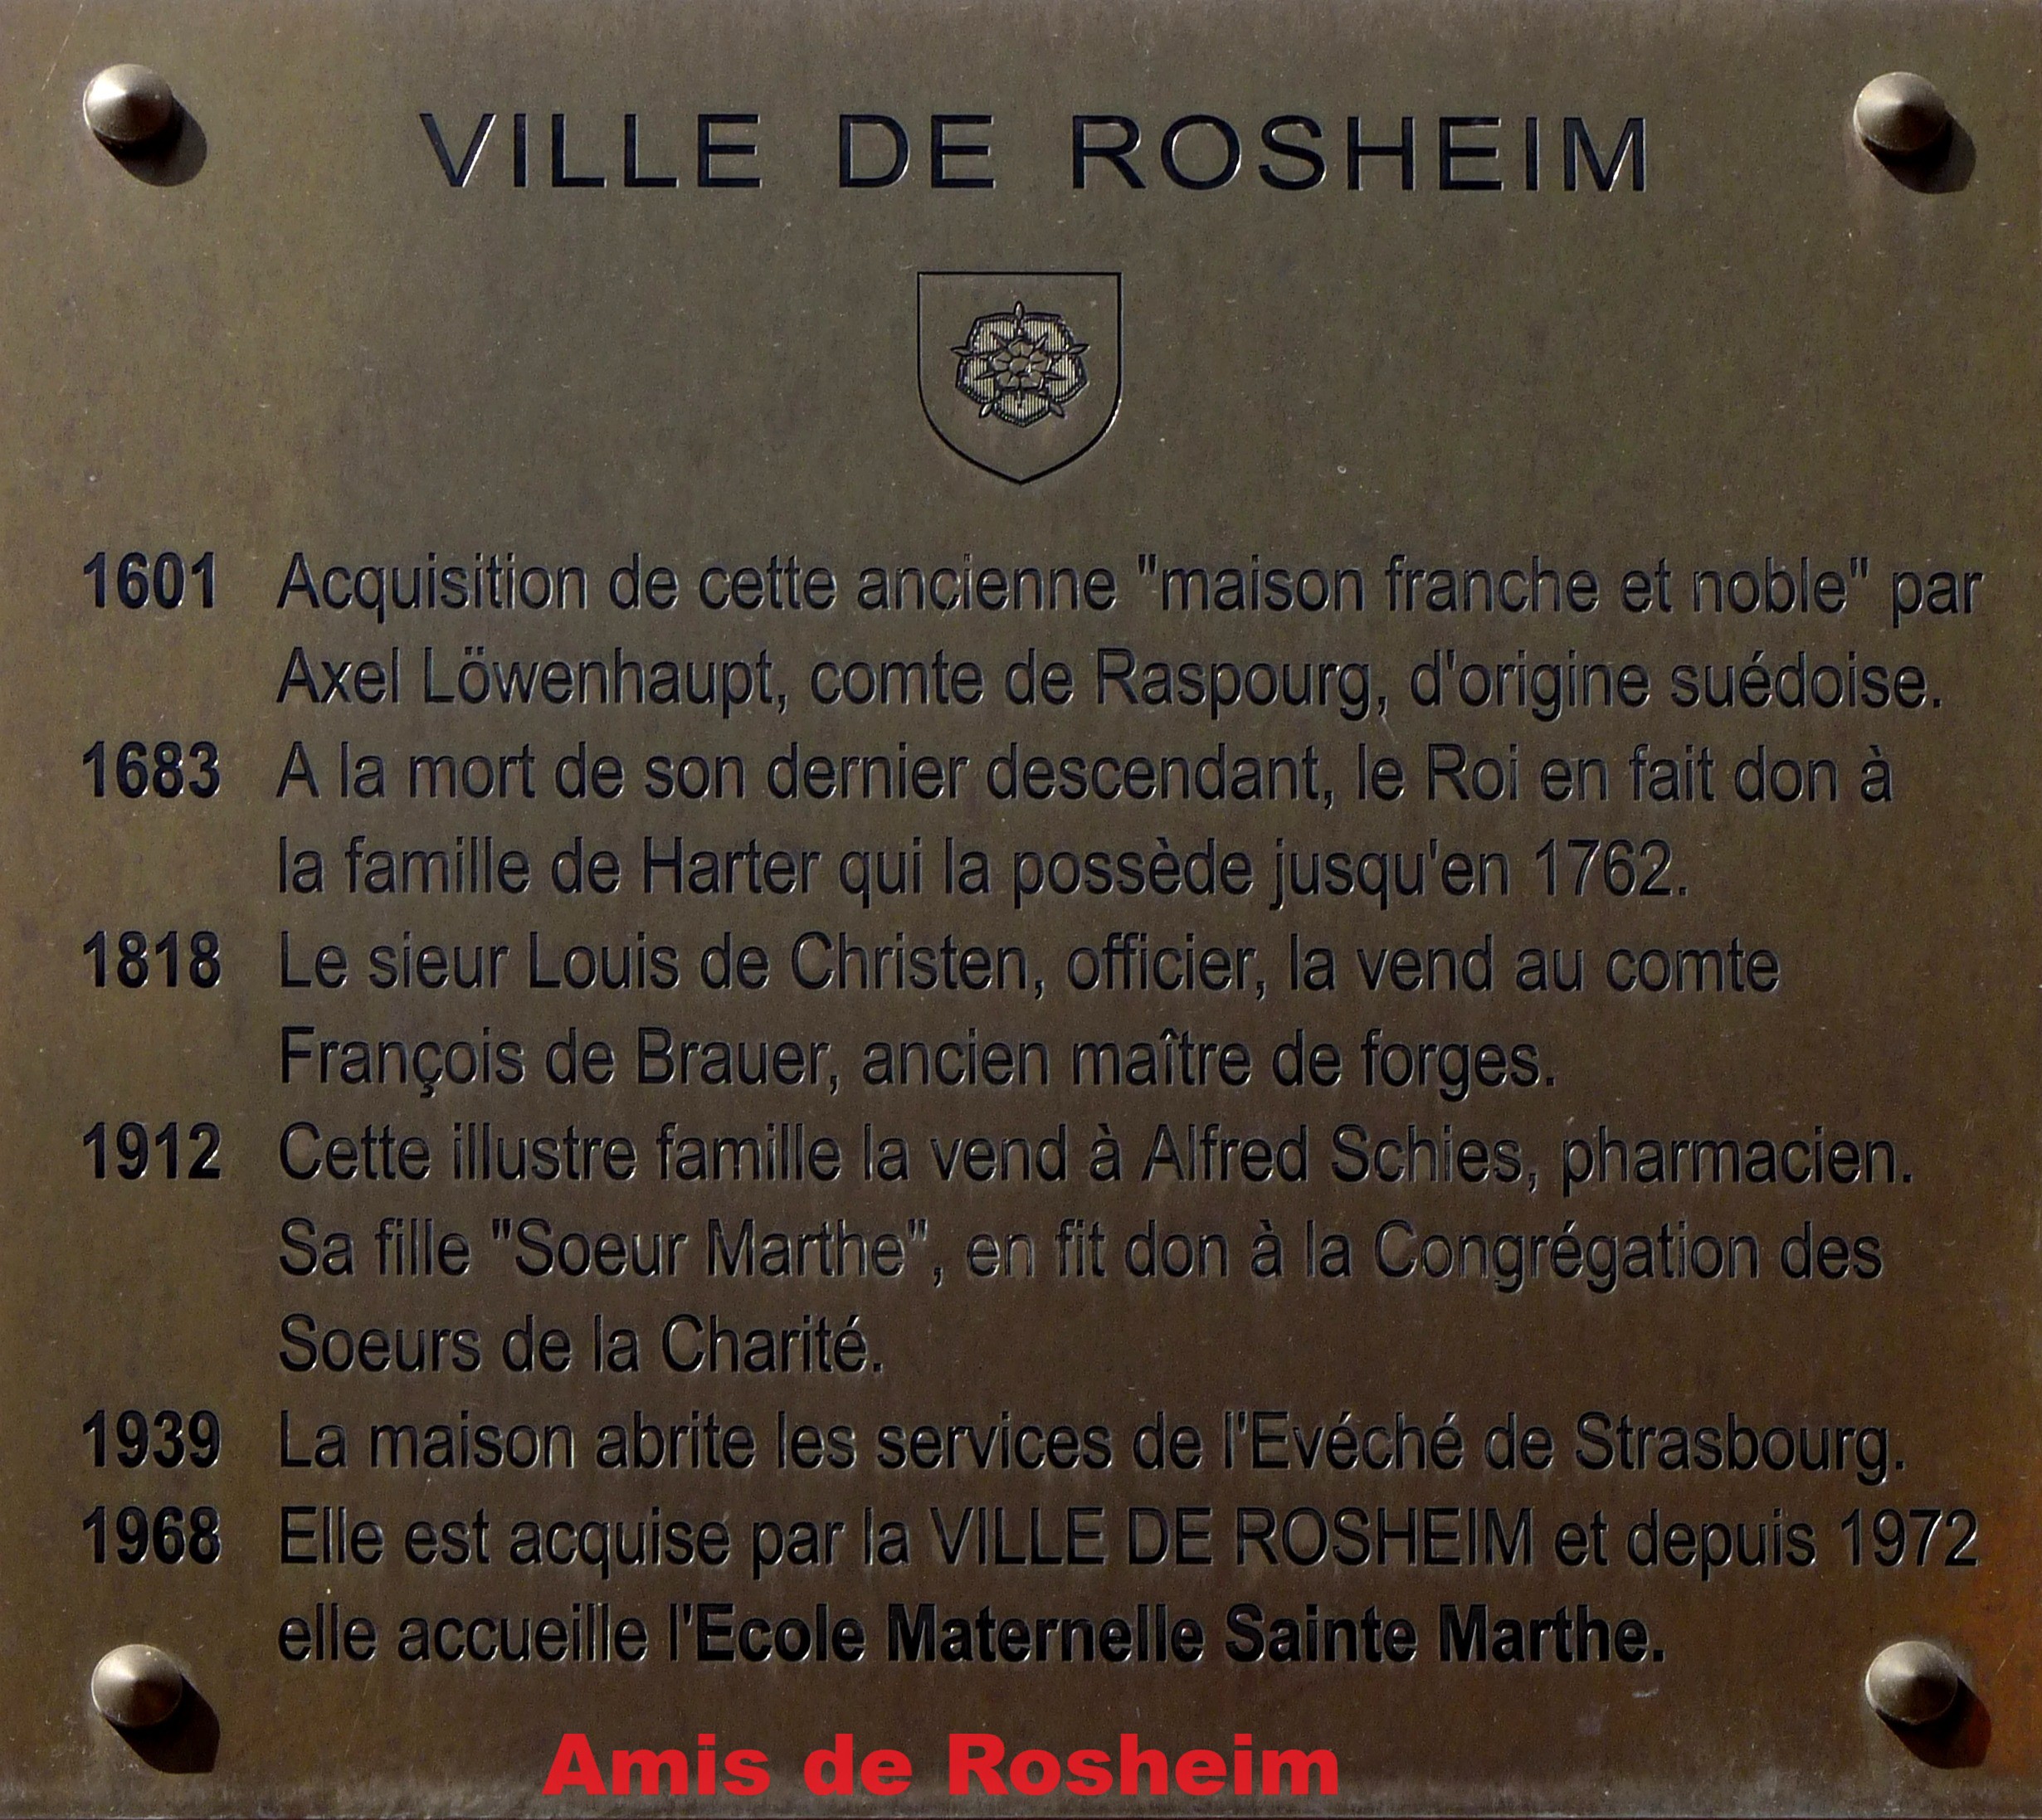 VILLE DE ROSHEIM
1601 Acquisition de cette ancienne "maison franche et noble" par
Axel Löwenhaupt, comte de Raspourg, d'origine suédoise.
1683 A la mort de son dernier descendant, le Roi en fait don à
la famille de Harter qui la possède jusqu'en 1762.
1818 Le sieur Louis de Christen, officier, la vend au comte
François de Brauer, ancien maître de forges.
1912 Cette illustre famille la vend à Alfred Schies, pharmacien.
Sa fille "Soeur Marthe", en fit don à la Congrégation des
Soeurs de la Charité.
1939 La maison abrite les services de l'Evéché de Strasbourg.
1968 Elle est acquise par la VILLE DE ROSHEIM et depuis 1972
elle accueille l'Ecole Maternelle Sainte Marthe.
Amis de Rosheim